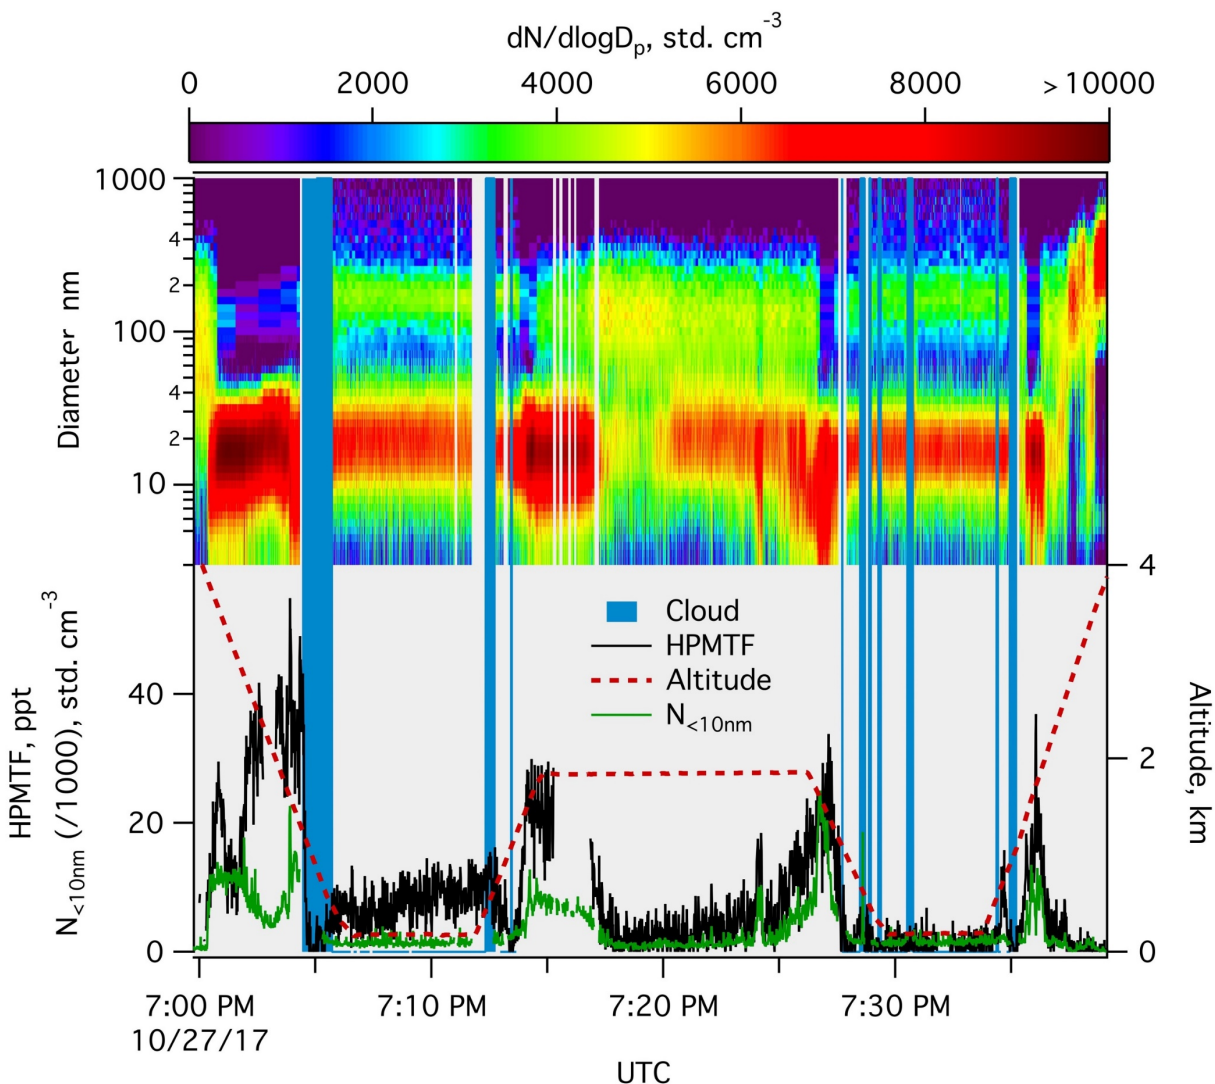 dN/dlogDp, std. cm-3
0 2000 4000 6000 8000 > 10000
1000
4
2
100
4
2
10
Diameter nm
4
Cloud
HPMTF
Altitude
N<10nm
40
2
20
0
0
HPMTF, ppt
N<10nm (/1000), std. cm-3
Altitude, km
7:00 PM 7:10 PM 7:20 PM 7:30 PM
10/27/17
UTC